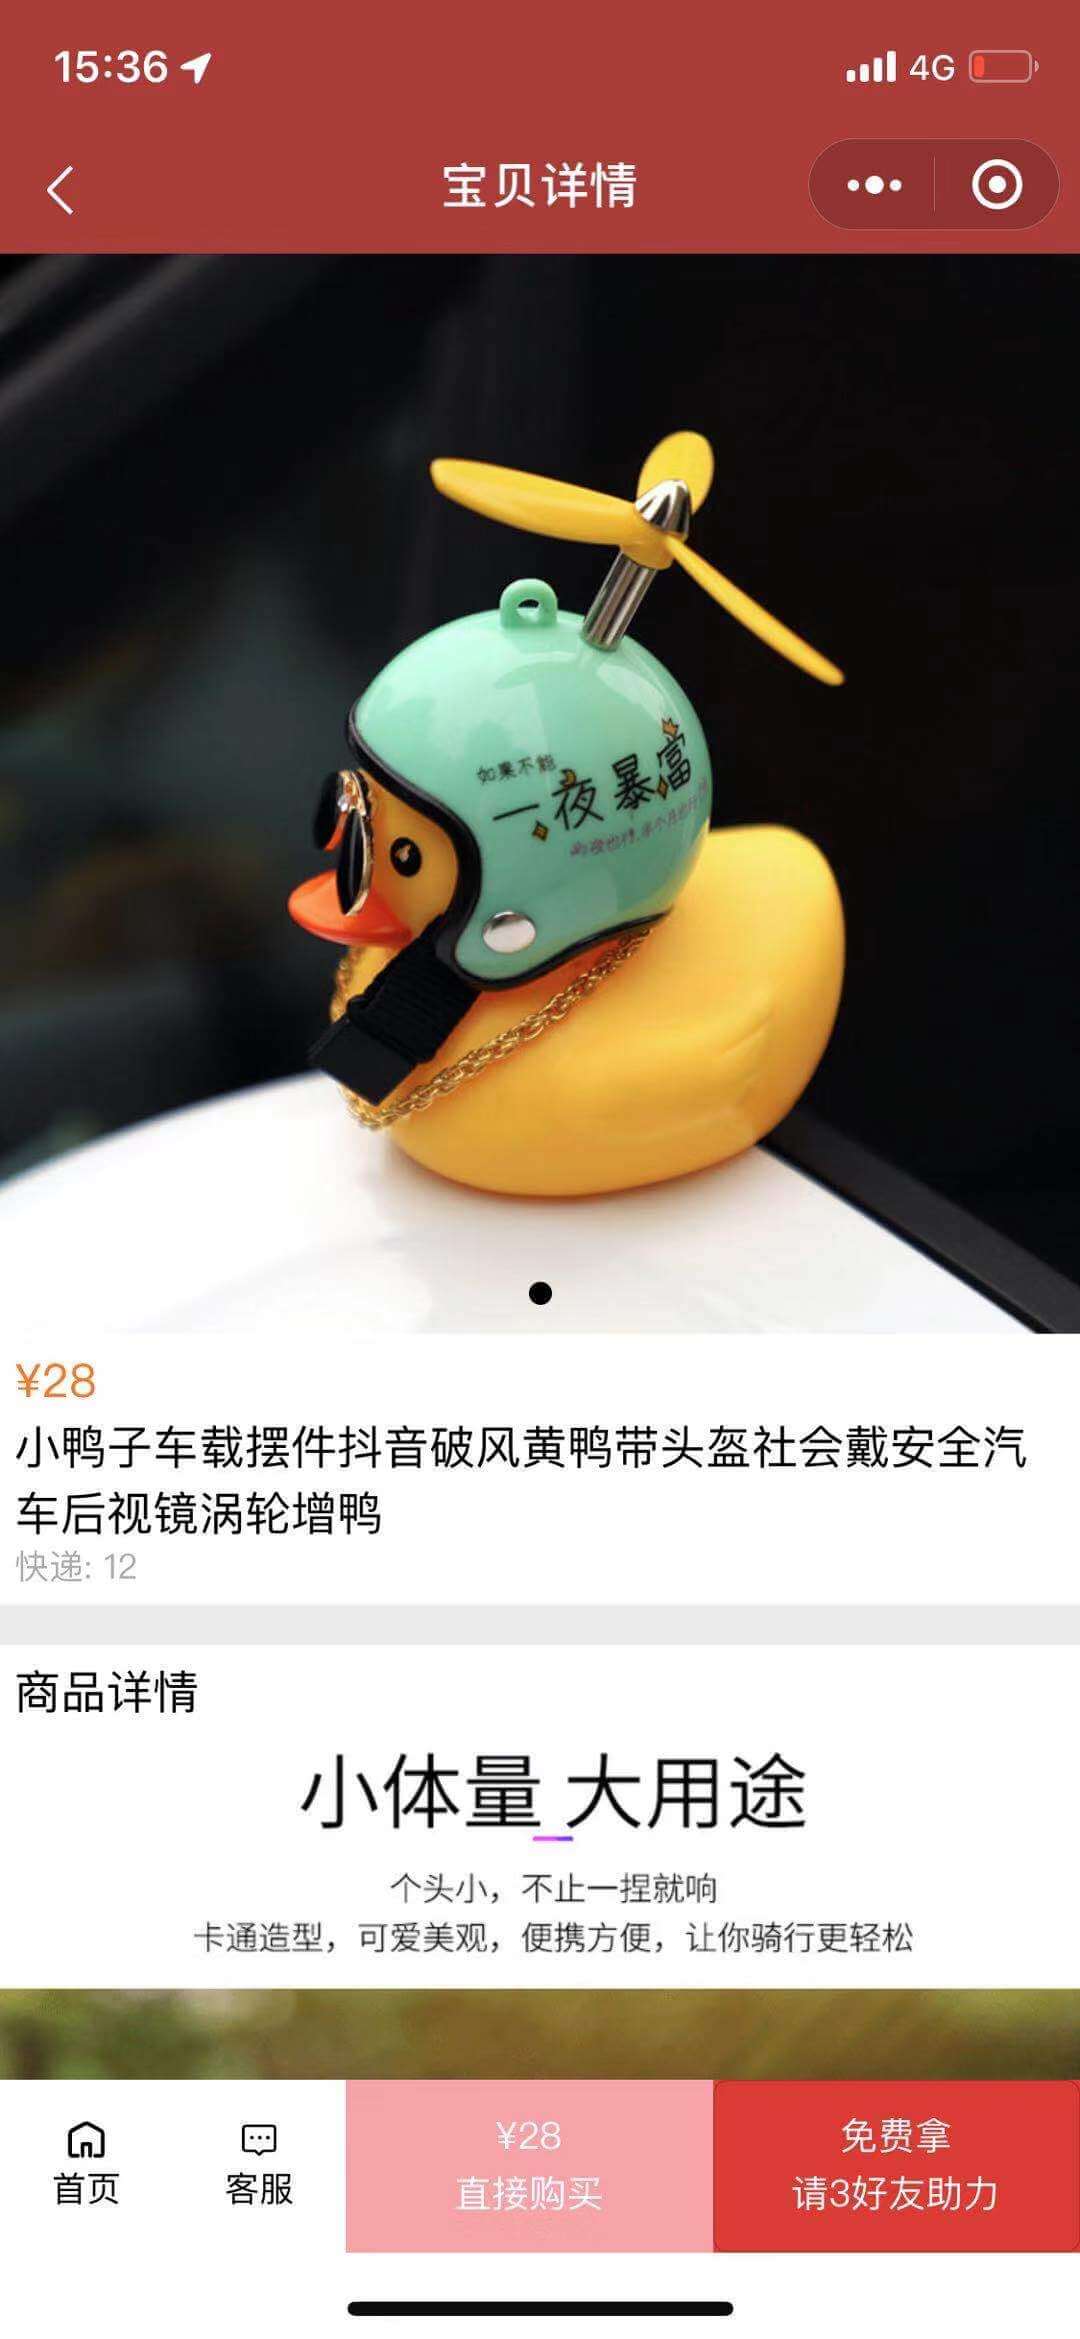 15:36
4G
宝贝详情
如果不能
一夜暴富
¥28
小鸭子车载摆件抖音破风黄鸭带头盔社会戴安全汽
车后视镜涡轮增鸭
快递: 12
商品详情
小体量 大用途
个头小，不止一捏就响
卡通造型，可爱美观，便携方便，让你骑行更轻松
首页
客服
¥28
直接购买
免费拿
请3好友助力